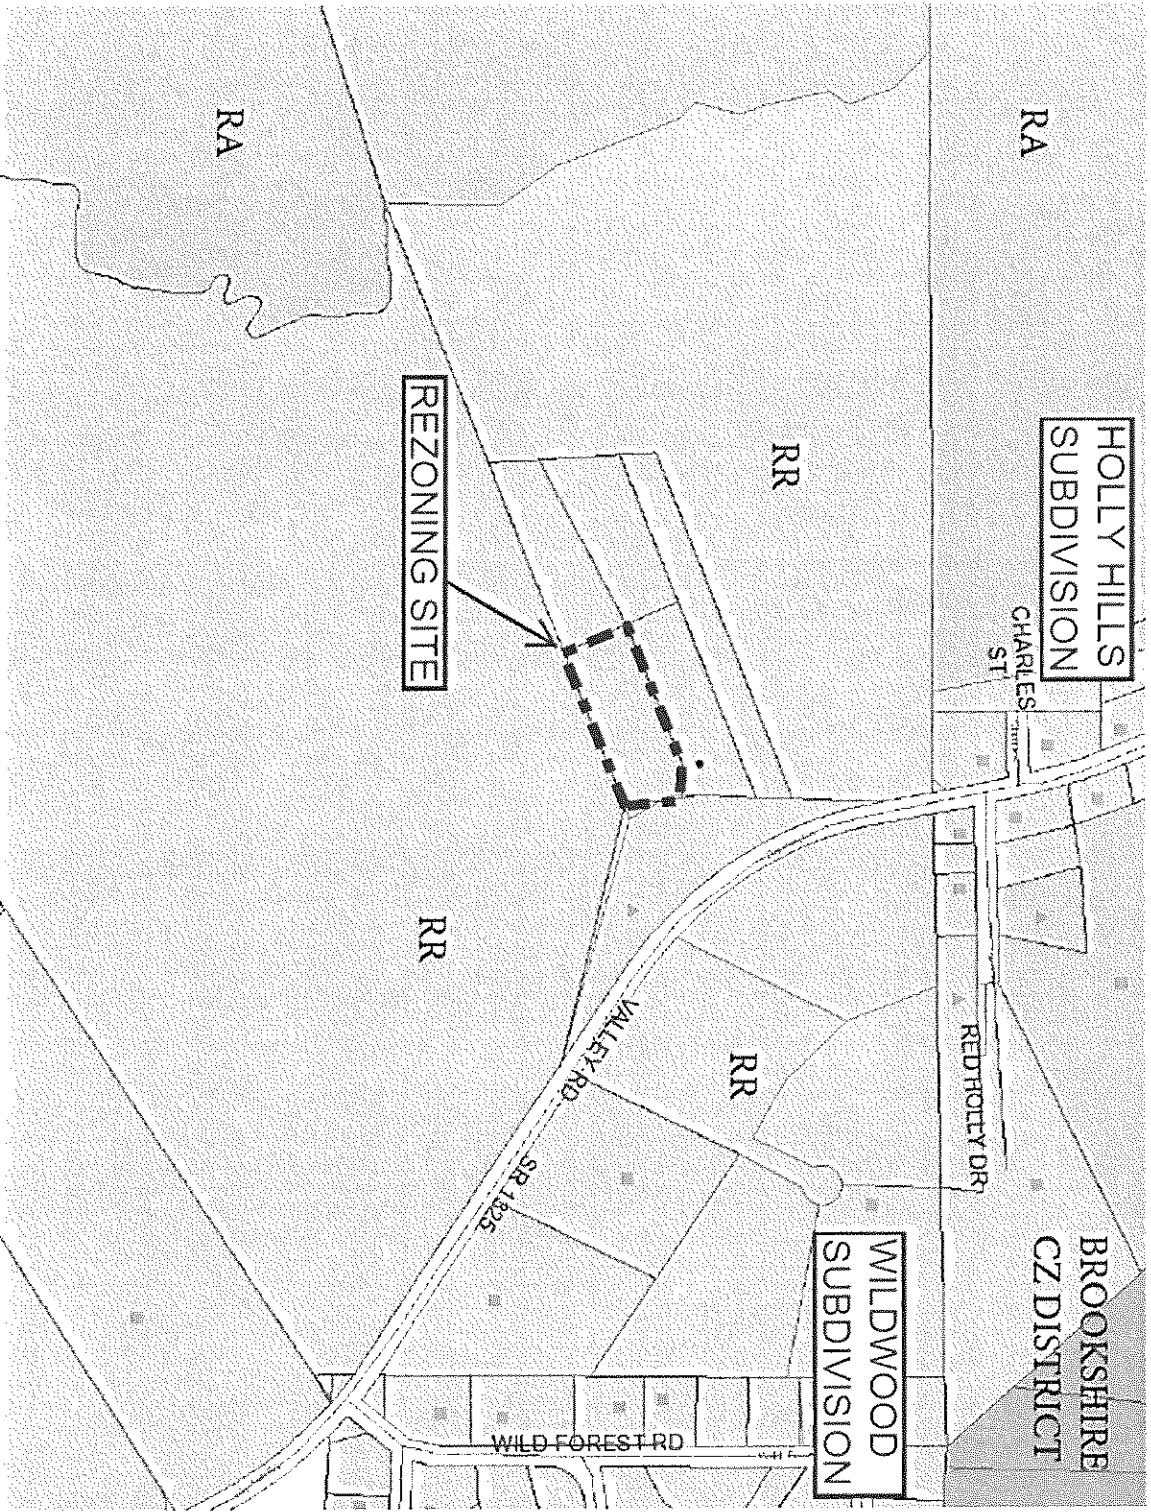 RA
RA
HOLLY HILLS
SUBDIVISION
CHARLES
ST
RR
REZONING SITE
RR
VALLEY RD
SR 1825
RR
RED HOLLY DR
BROOKSHIRE
CZ DISTRICT
WILDWOOD
SUBDIVISION
WILD FOREST RD